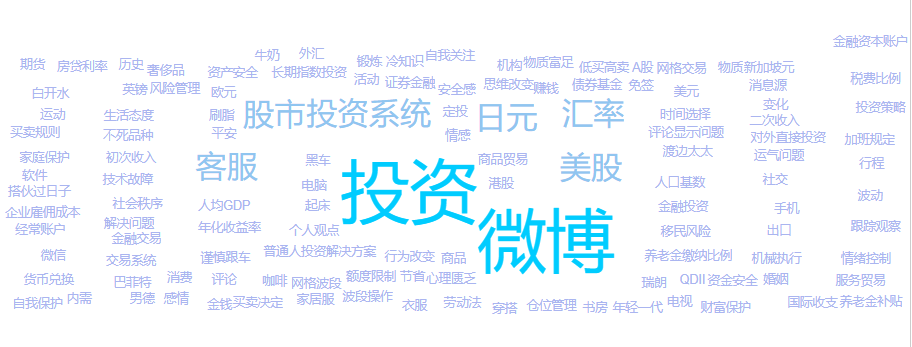 金融资本账户
牛奶 外汇 锻炼 冷知识 自我关注
期货 房贷利率 历史 奢侈品 资产安全 长期指数投资 活动 证券金融 机构 物质富足 低买高卖 A股 网格交易 物质新加坡元
白开水 英镑 风险管理 欧元 安全感 思维改变 赚钱 债券基金 免签 美元 消息源 税费比例
运动 生活态度 刷脂 股市投资系统 定投 日元 汇率 时间选择 变化 二次收入 投资策略
买卖规则 不死品种 平安 情感 评论显示问题 对外直接投资 加班规定
家庭保护 初次收入 客服 黑车 商品贸易 美股 渡边太太 运气问题 行程
软件 技术故障 电脑 投资 港股 人口基数 社交
搭伙过日子 社会秩序 人均GDP 起床 金融投资 手机 波动
企业雇佣成本 解决问题 年化收益率 个人观点 微博 移民风险 出口 跟踪观察
经常账户 金融交易
微信 交易系统 谨慎跟车 普通人投资解决方案 行为改变 商品 养老金缴纳比例 机械执行 情绪控制
货币兑换 巴菲特 消费 评论 咖啡 网格波段 额度限制 节省 心理匮乏 瑞朗 QDII 资金安全 婚姻 服务贸易
自我保护 内需 男德 感情 金钱 买卖决定 家居服 波段操作 衣服 劳动法 穿搭 仓位管理 书房 年轻一代 电视 财富保护 国际收支 养老金补贴